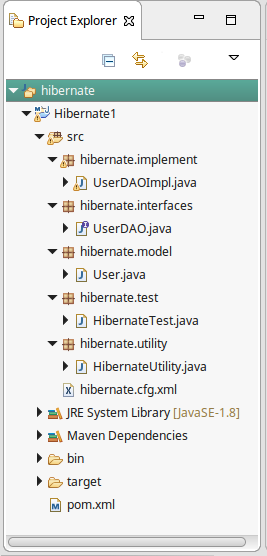 Project Explorer
hibernate
Hibernate1
src
hibernate.implement
UserDAOImpl.java
hibernate.interfaces
UserDAO.java
hibernate.model
User.java
hibernate.test
HibernateTest.java
hibernate.utility
HibernateUtility.java
hibernate.cfg.xml
JRE System Library [JavaSE-1.8]
Maven Dependencies
bin
target
pom.xml